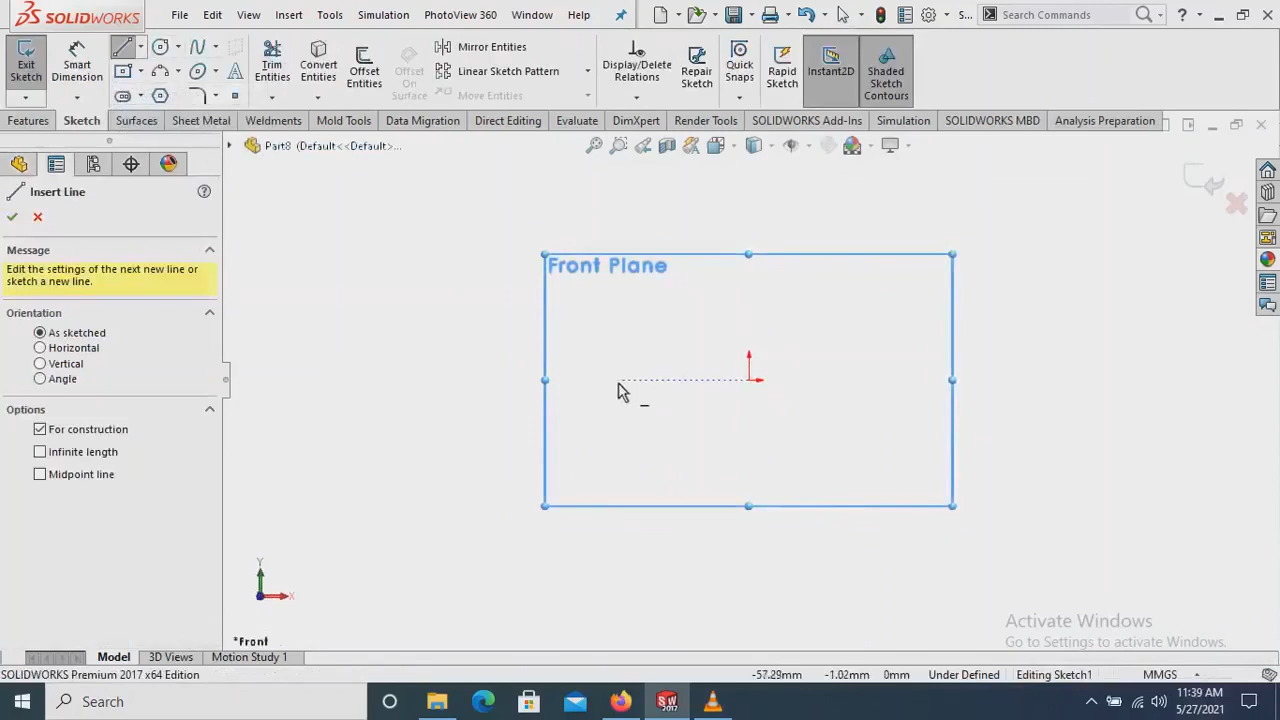 SOLIDWORKS File Edit View Insert Tools Simulation PhotoView 360 Window Help S... Search Commands ?
Exit Sketch
Smart Dimension
Trim Entities
Convert Entities
Offset Entities
Offset On Surface
Mirror Entities
Linear Sketch Pattern
Move Entities
Display/Delete Relations
Repair Sketch
Quick Snaps
Rapid Sketch
Instant2D
Shaded Sketch Contours
Features Sketch Surfaces Sheet Metal Weldments Mold Tools Data Migration Direct Editing Evaluate DimXpert Render Tools SOLIDWORKS Add-Ins Simulation SOLIDWORKS MBD Analysis Preparation
Part8 (Default<<Default>...
Insert Line ?
Message
Edit the settings of the next new line or
sketch a new line.
Orientation
As sketched
Horizontal
Vertical
Angle
Options
For construction
Infinite length
Midpoint line
Front Plane
Y
X
*Front
Activate Windows
Go to Settings to activate Windows.
Model 3D Views Motion Study 1
SOLIDWORKS Premium 2017 x64 Edition -57.29mm -1.02mm 0mm Under Defined Editing Sketch1 MMGS
Search
SW
2017
11:39 AM
5/27/2021